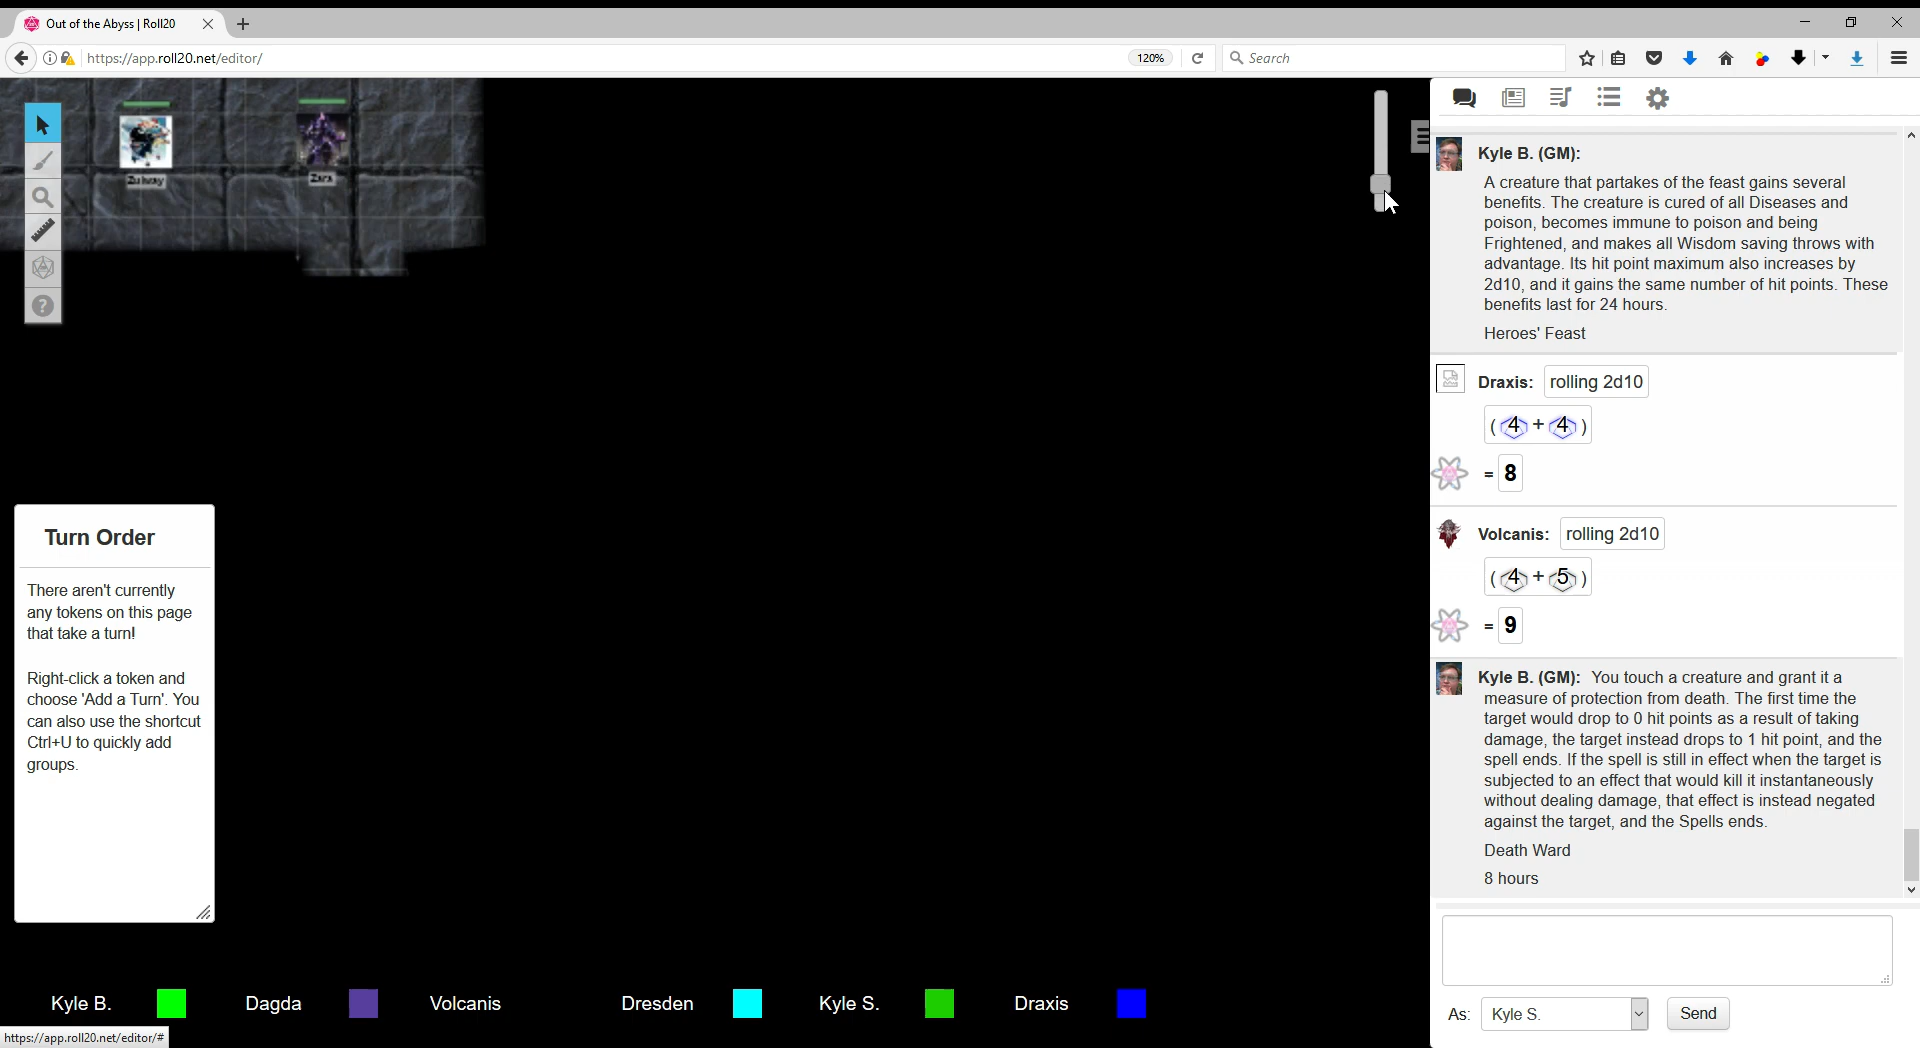 Out of the Abyss | Roll20
https://app.roll20.net/editor/
120%
Search
Zuhwy
Zara
Turn Order
There aren't currently
any tokens on this page
that take a turn!
Right-click a token and
choose 'Add a Turn'. You
can also use the shortcut
Ctrl+U to quickly add
groups.
Kyle B. (GM):
A creature that partakes of the feast gains several
benefits. The creature is cured of all Diseases and
poison, becomes immune to poison and being
Frightened, and makes all Wisdom saving throws with
advantage. Its hit point maximum also increases by
2d10, and it gains the same number of hit points. These
benefits last for 24 hours.
Heroes' Feast
Draxis: rolling 2d10
(4+4)
= 8
Volcanis: rolling 2d10
(4+5)
= 9
Kyle B. (GM): You touch a creature and grant it a
measure of protection from death. The first time the
target would drop to 0 hit points as a result of taking
damage, the target instead drops to 1 hit point, and the
spell ends. If the spell is still in effect when the target is
subjected to an effect that would kill it instantaneously
without dealing damage, that effect is instead negated
against the target, and the Spells ends.
Death Ward
8 hours
Kyle B. Dagda Volcanis Dresden Kyle S. Draxis
As: Kyle S. Send
https://app.roll20.net/editor/#